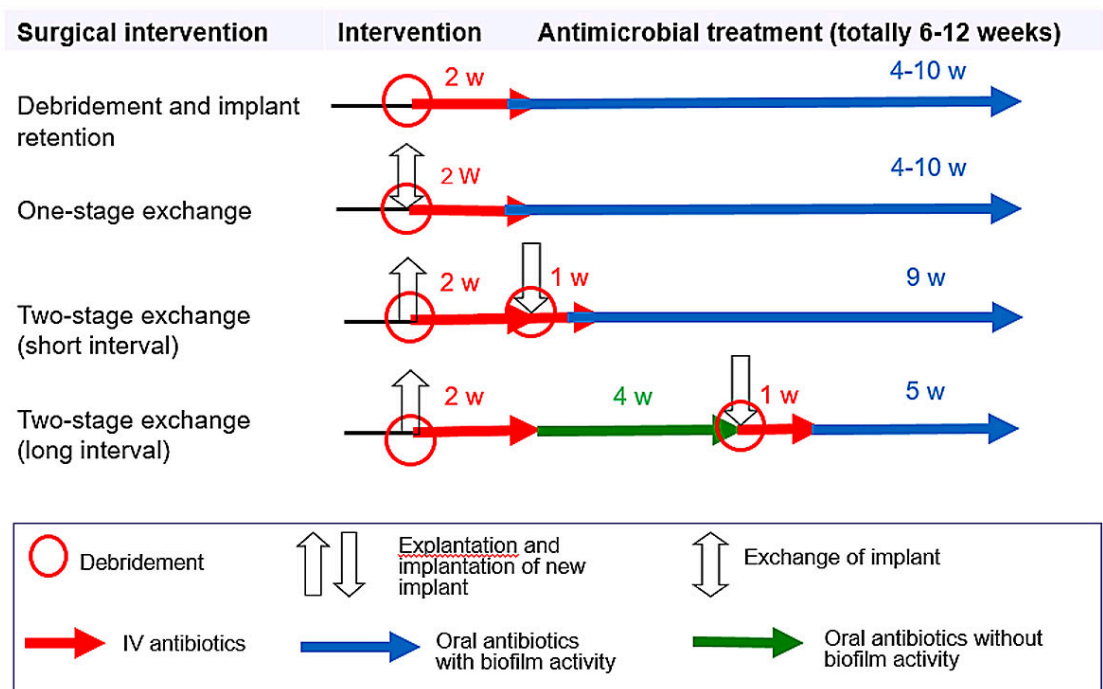 Surgical intervention Intervention Antimicrobial treatment (totally 6-12 weeks)
2 w 4-10 w
Debridement and implant
retention
2 W 4-10 w
One-stage exchange
2 w 1 w 9 w
Two-stage exchange
(short interval)
2 w 4 w 1 w 5 w
Two-stage exchange
(long interval)
Debridement
Explantation and
implantation of new
implant
Exchange of implant
IV antibiotics
Oral antibiotics
with biofilm activity
Oral antibiotics without
biofilm activity